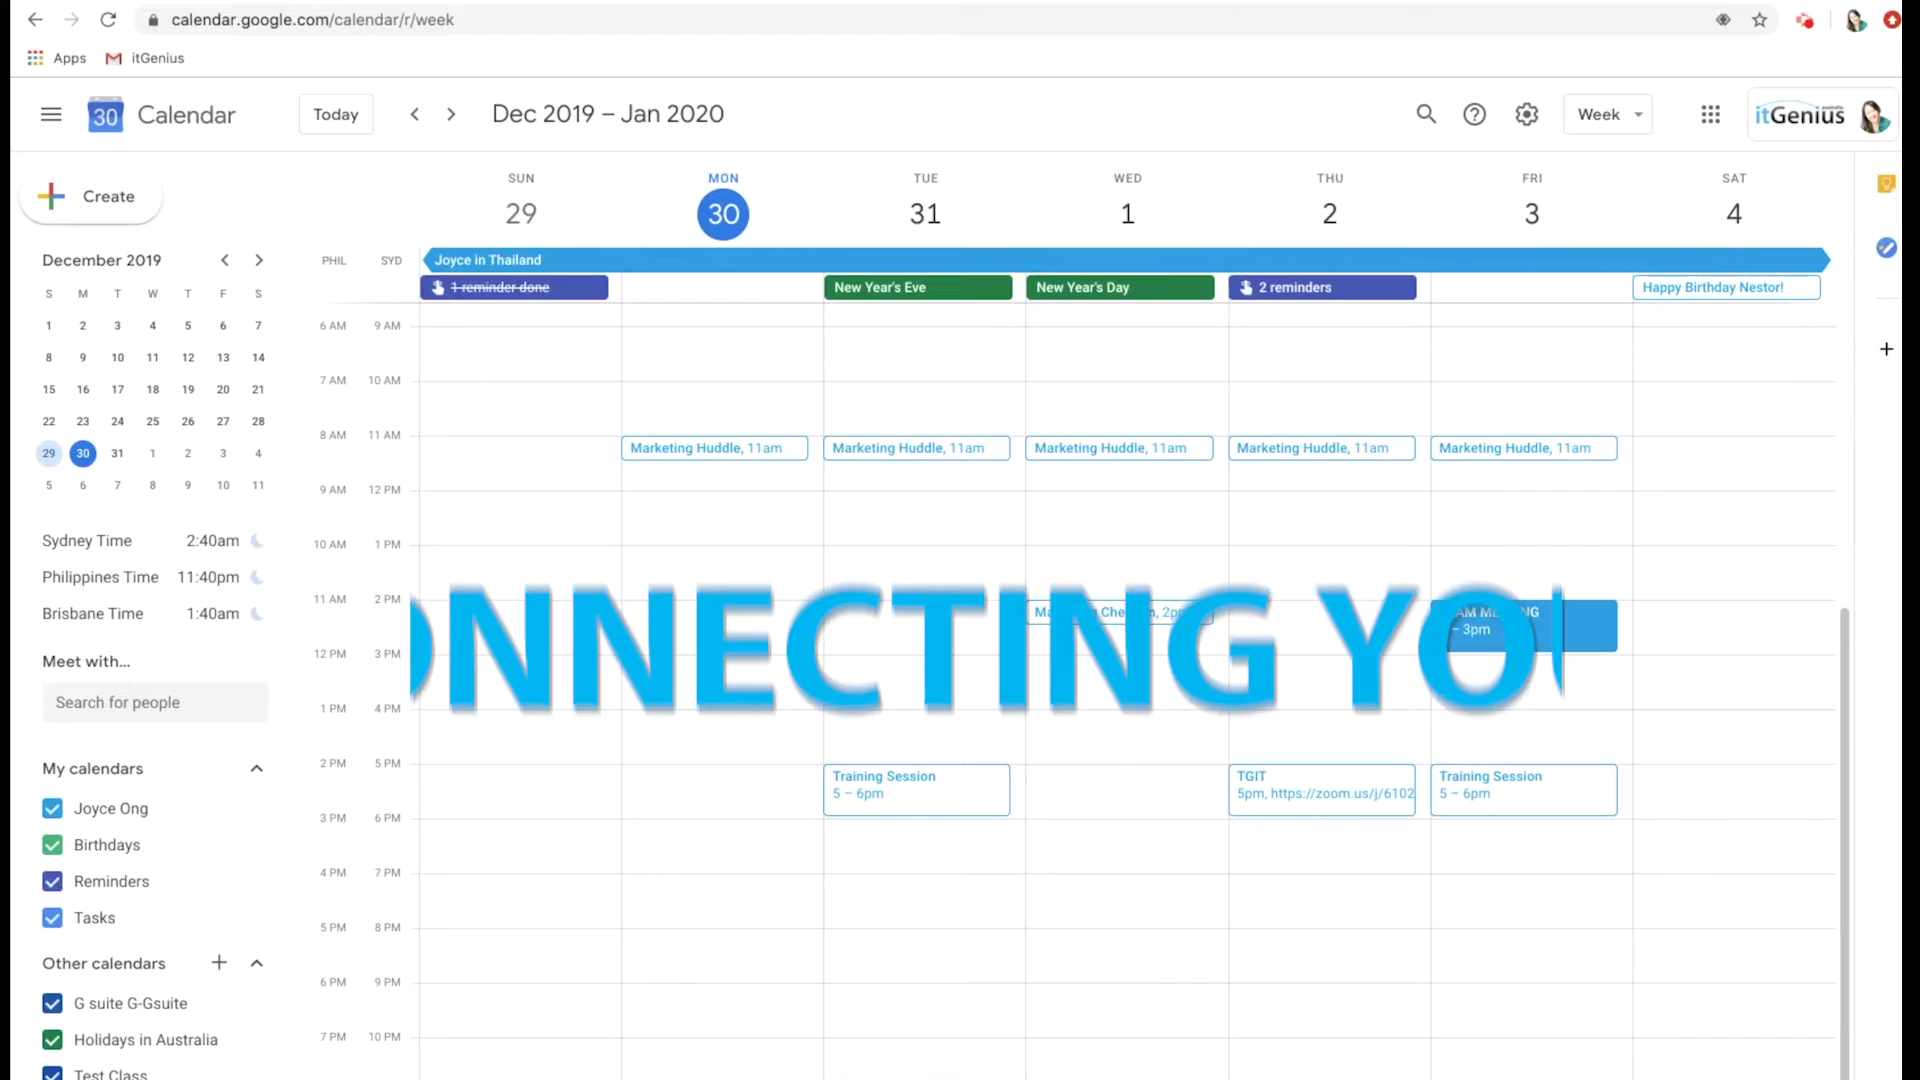 calendar.google.com/calendar/r/week
Apps
itGenius
30
Calendar
Today
Dec 2019 – Jan 2020
Week
itGenius
australia
Create
December 2019
S M T W T F S
1 2 3 4 5 6 7
8 9 10 11 12 13 14
15 16 17 18 19 20 21
22 23 24 25 26 27 28
29 30 31 1 2 3 4
5 6 7 8 9 10 11
Sydney Time 2:40am
Philippines Time 11:40pm
Brisbane Time 1:40am
Meet with...
Search for people
My calendars
Joyce Ong
Birthdays
Reminders
Tasks
Other calendars
G suite G-Gsuite
Holidays in Australia
Test Class
SUN MON TUE WED THU FRI SAT
29 30 31 1 2 3 4
PHIL SYD
Joyce in Thailand
1 reminder done
New Year's Eve
New Year's Day
2 reminders
Happy Birthday Nestor!
6 AM 9 AM
7 AM 10 AM
8 AM 11 AM
Marketing Huddle, 11am
Marketing Huddle, 11am
Marketing Huddle, 11am
Marketing Huddle, 11am
Marketing Huddle, 11am
9 AM 12 PM
10 AM 1 PM
11 AM 2 PM
– 3pm
ONNECTING YOU
12 PM 3 PM
1 PM 4 PM
2 PM 5 PM
Training Session
5 – 6pm
TGIT
5pm, https://zoom.us/j/6102
Training Session
5 – 6pm
3 PM 6 PM
4 PM 7 PM
5 PM 8 PM
6 PM 9 PM
7 PM 10 PM